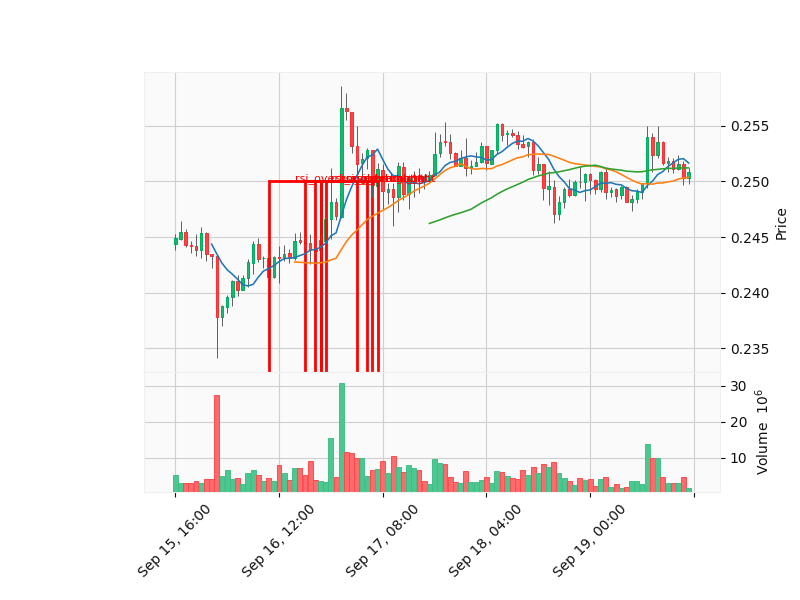 0.255
0.250
0.245
0.240
0.235
Price
30
20
10
Volume 10^6
Sep 15, 16:00
Sep 16, 12:00
Sep 17, 08:00
Sep 18, 04:00
Sep 19, 00:00